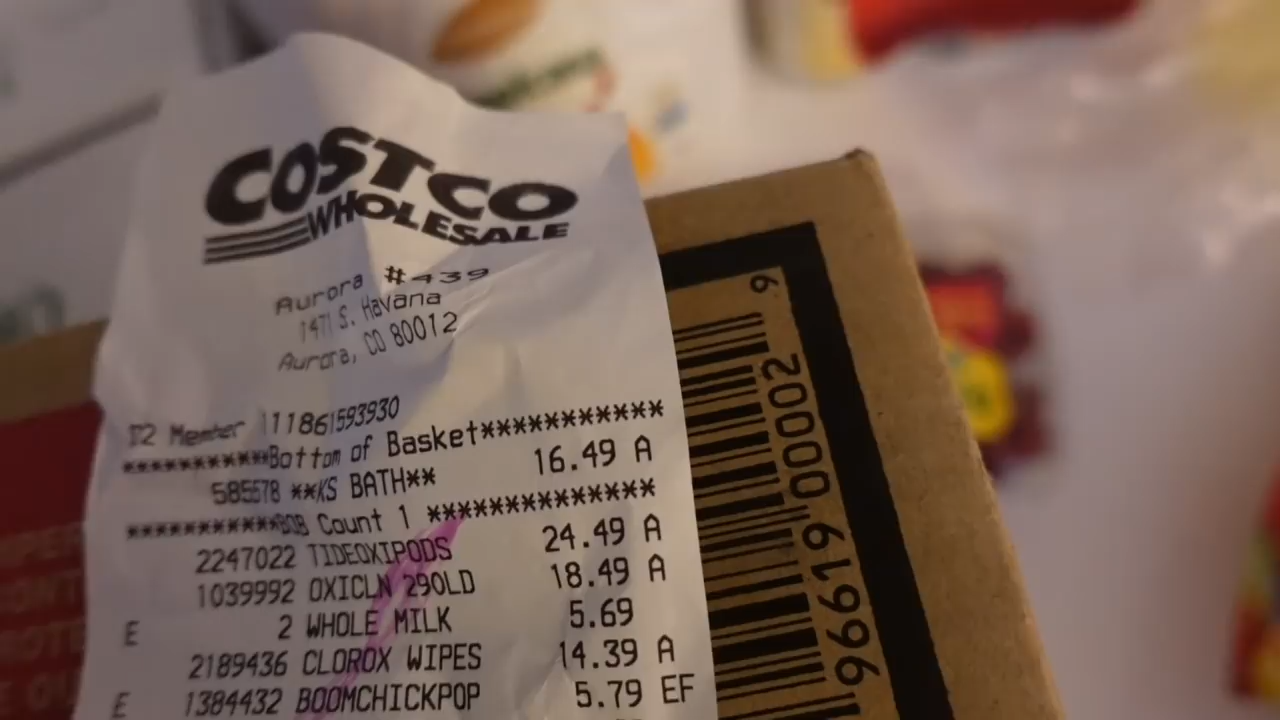 COSTCO
WHOLESALE
Aurora #439
1471 S. Havana
Aurora, CO 80012
Member 111861593930
***********Bottom of Basket***********
585578 **KS BATH** 16.49 A
***********BOB Count 1 **************
2247022 TIDEOXIPODS 24.49 A
1039992 OXICLN 290LD 18.49 A
E 2 WHOLE MILK 5.69
2189436 CLOROX WIPES 14.39 A
E 1384432 BOOMCHICKPOP 5.79 EF
96619 00002 9